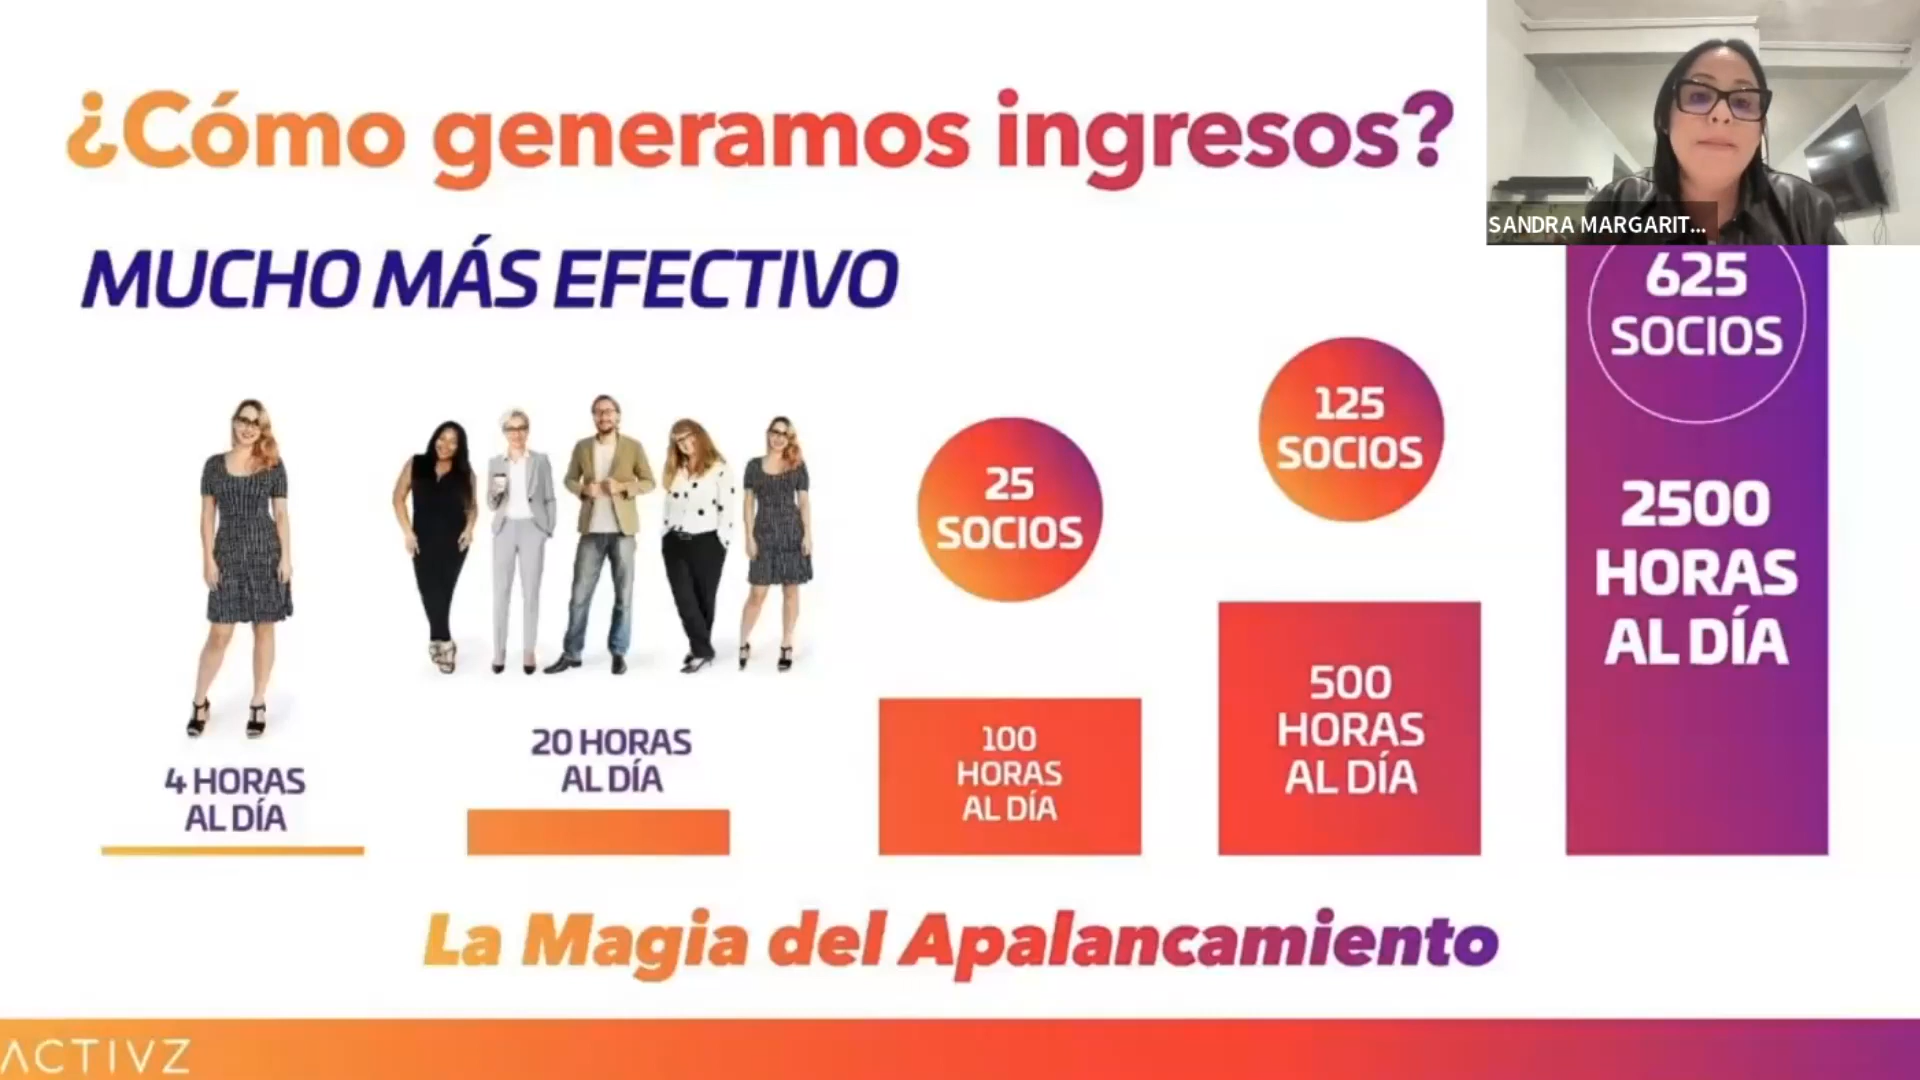 ¿Cómo generamos ingresos?
MUCHO MÁS EFECTIVO
SANDRA MARGARIT...
4 HORAS
AL DÍA
20 HORAS
AL DÍA
25
SOCIOS
100
HORAS
AL DÍA
125
SOCIOS
500
HORAS
AL DÍA
625
SOCIOS
2500
HORAS
AL DÍA
La Magia del Apalancamiento
ACTIVZ